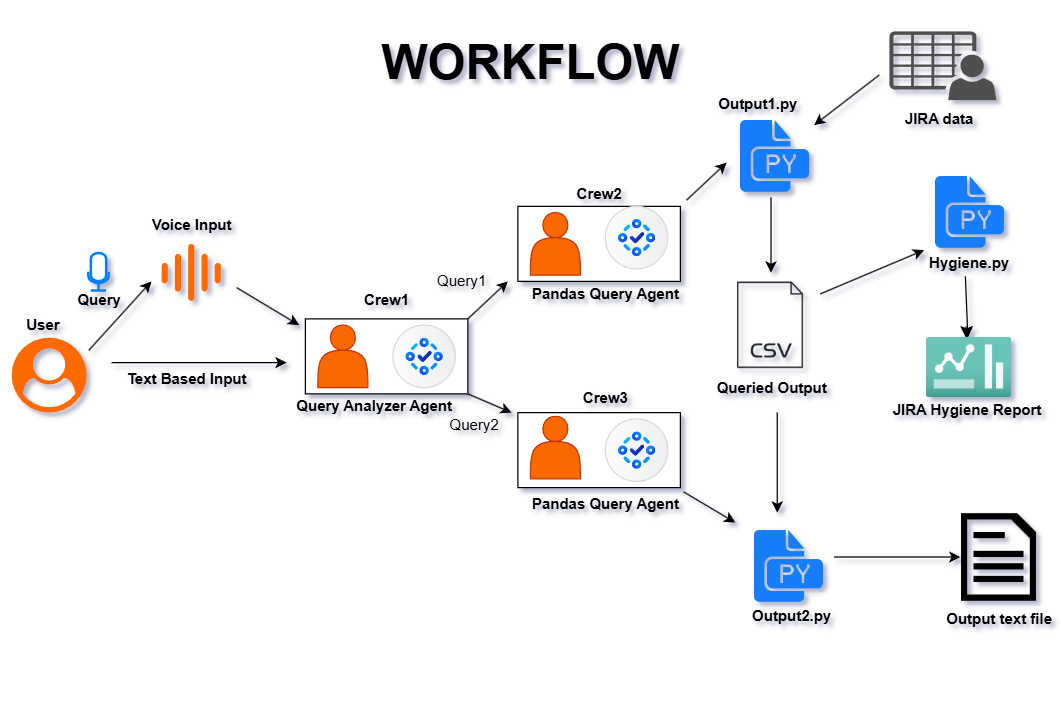 WORKFLOW
Output1.py
PY
JIRA data
Crew2
Pandas Query Agent
PY
Hygiene.py
Voice Input
Query
User
Text Based Input
Crew1
Query Analyzer Agent
Query1
Query2
CSV
Queried Output
JIRA Hygiene Report
Crew3
Pandas Query Agent
PY
Output2.py
Output text file